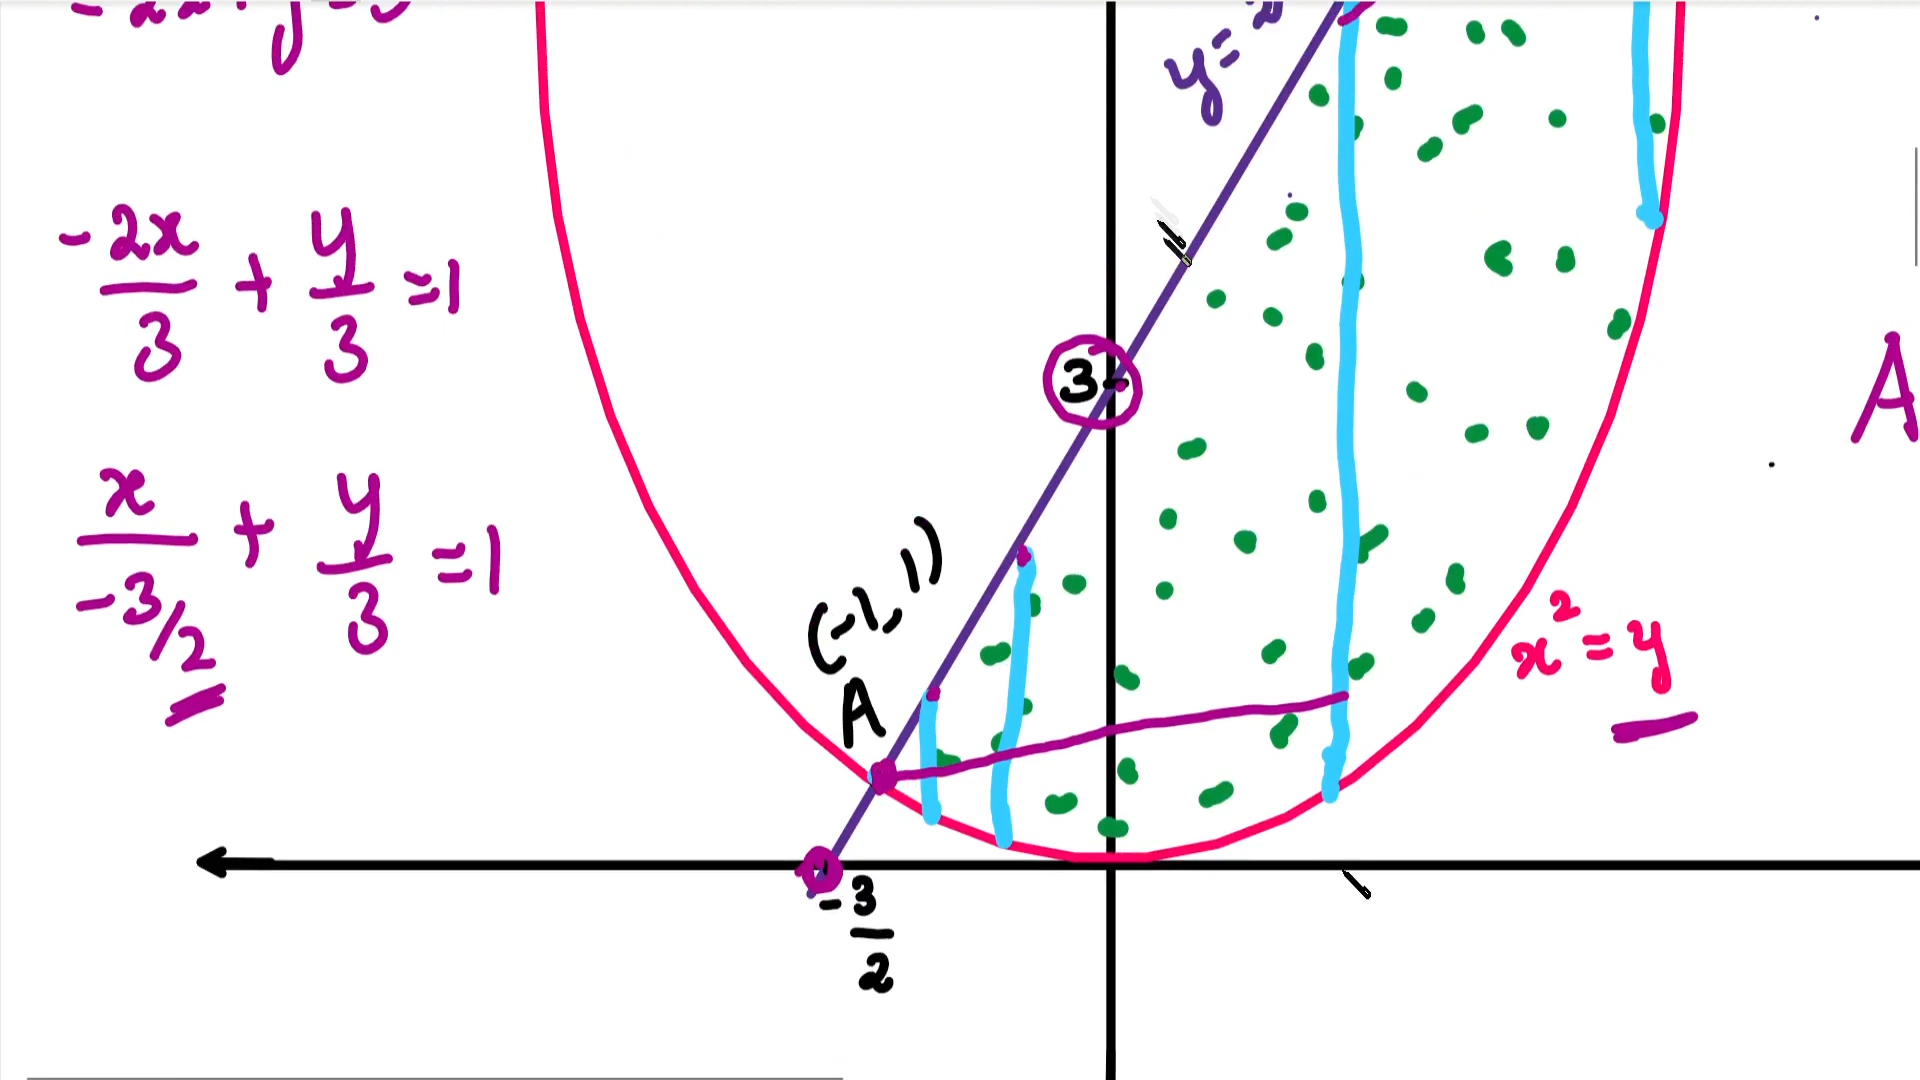 y=
-2x/3 + y/3 =1
3
x/-3/2 + y/3 =1
(-1, 1)
A
x²=y
-3/2
A